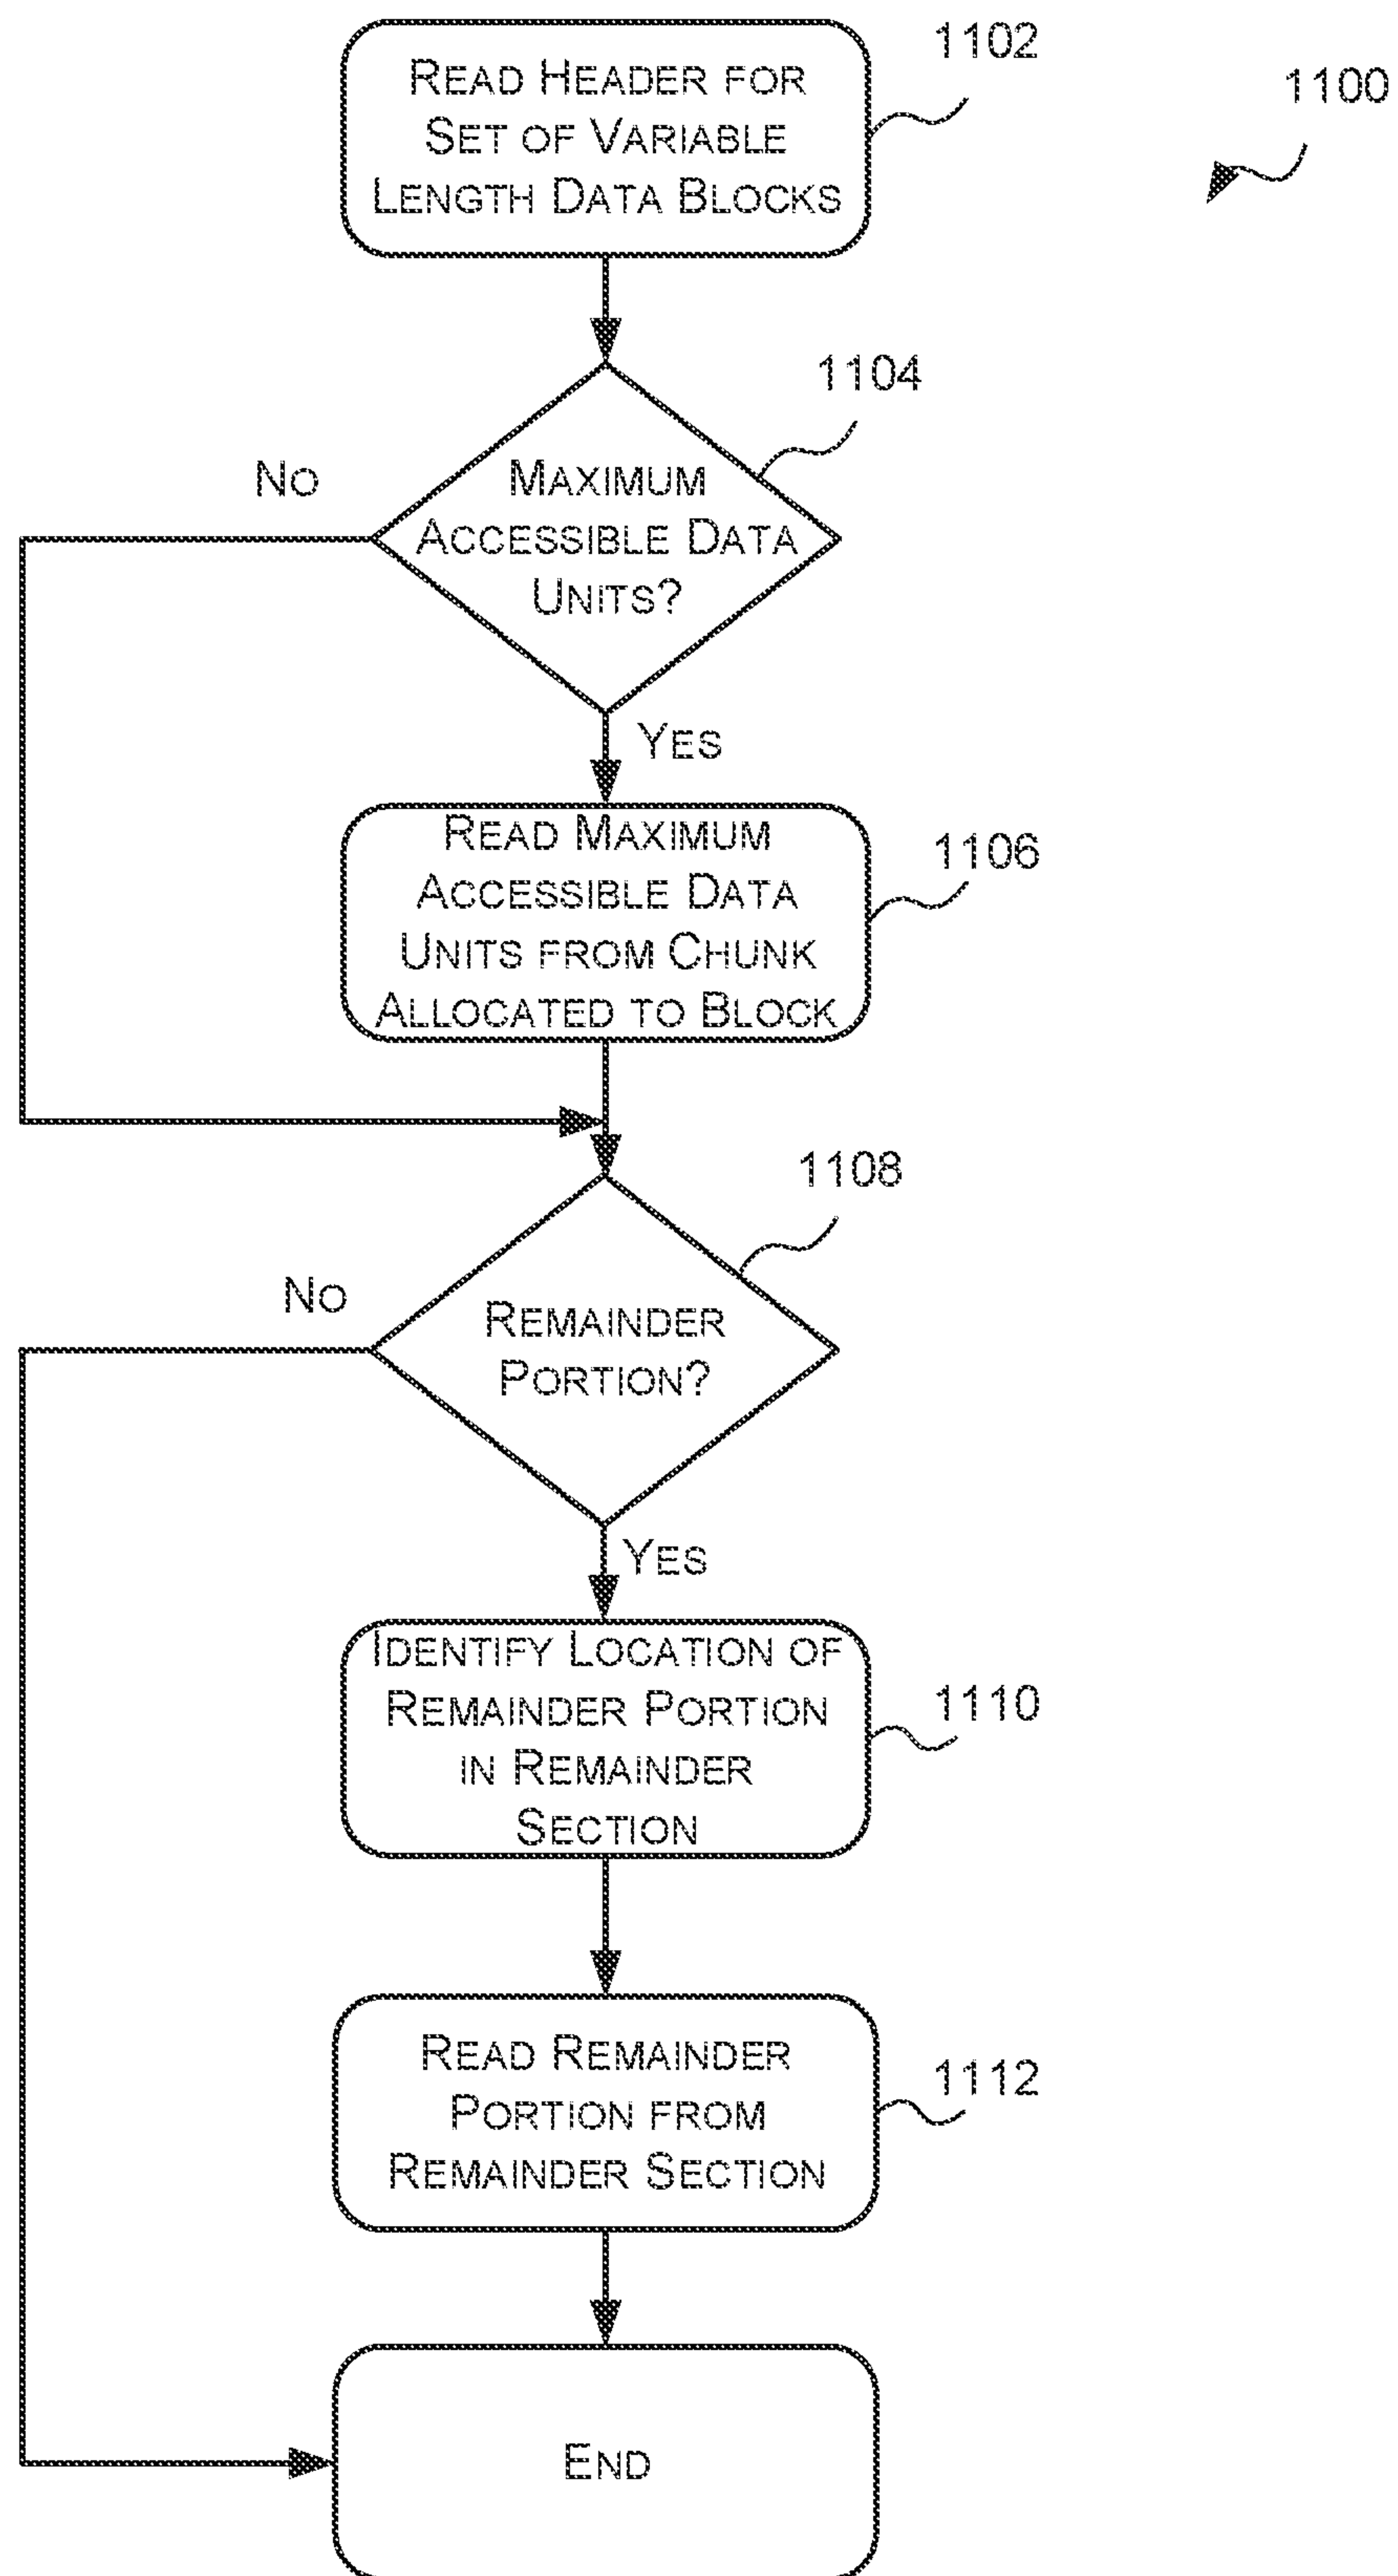 READ HEADER FOR
SET OF VARIABLE
LENGTH DATA BLOCKS
1102
1100
1104
NO
MAXIMUM
ACCESSIBLE DATA
UNITS?
YES
READ MAXIMUM
ACCESSIBLE DATA
UNITS FROM CHUNK
ALLOCATED TO BLOCK
1106
1108
NO
REMAINDER
PORTION?
YES
IDENTIFY LOCATION OF
REMAINDER PORTION
IN REMAINDER
SECTION
1110
READ REMAINDER
PORTION FROM
REMAINDER SECTION
1112
END